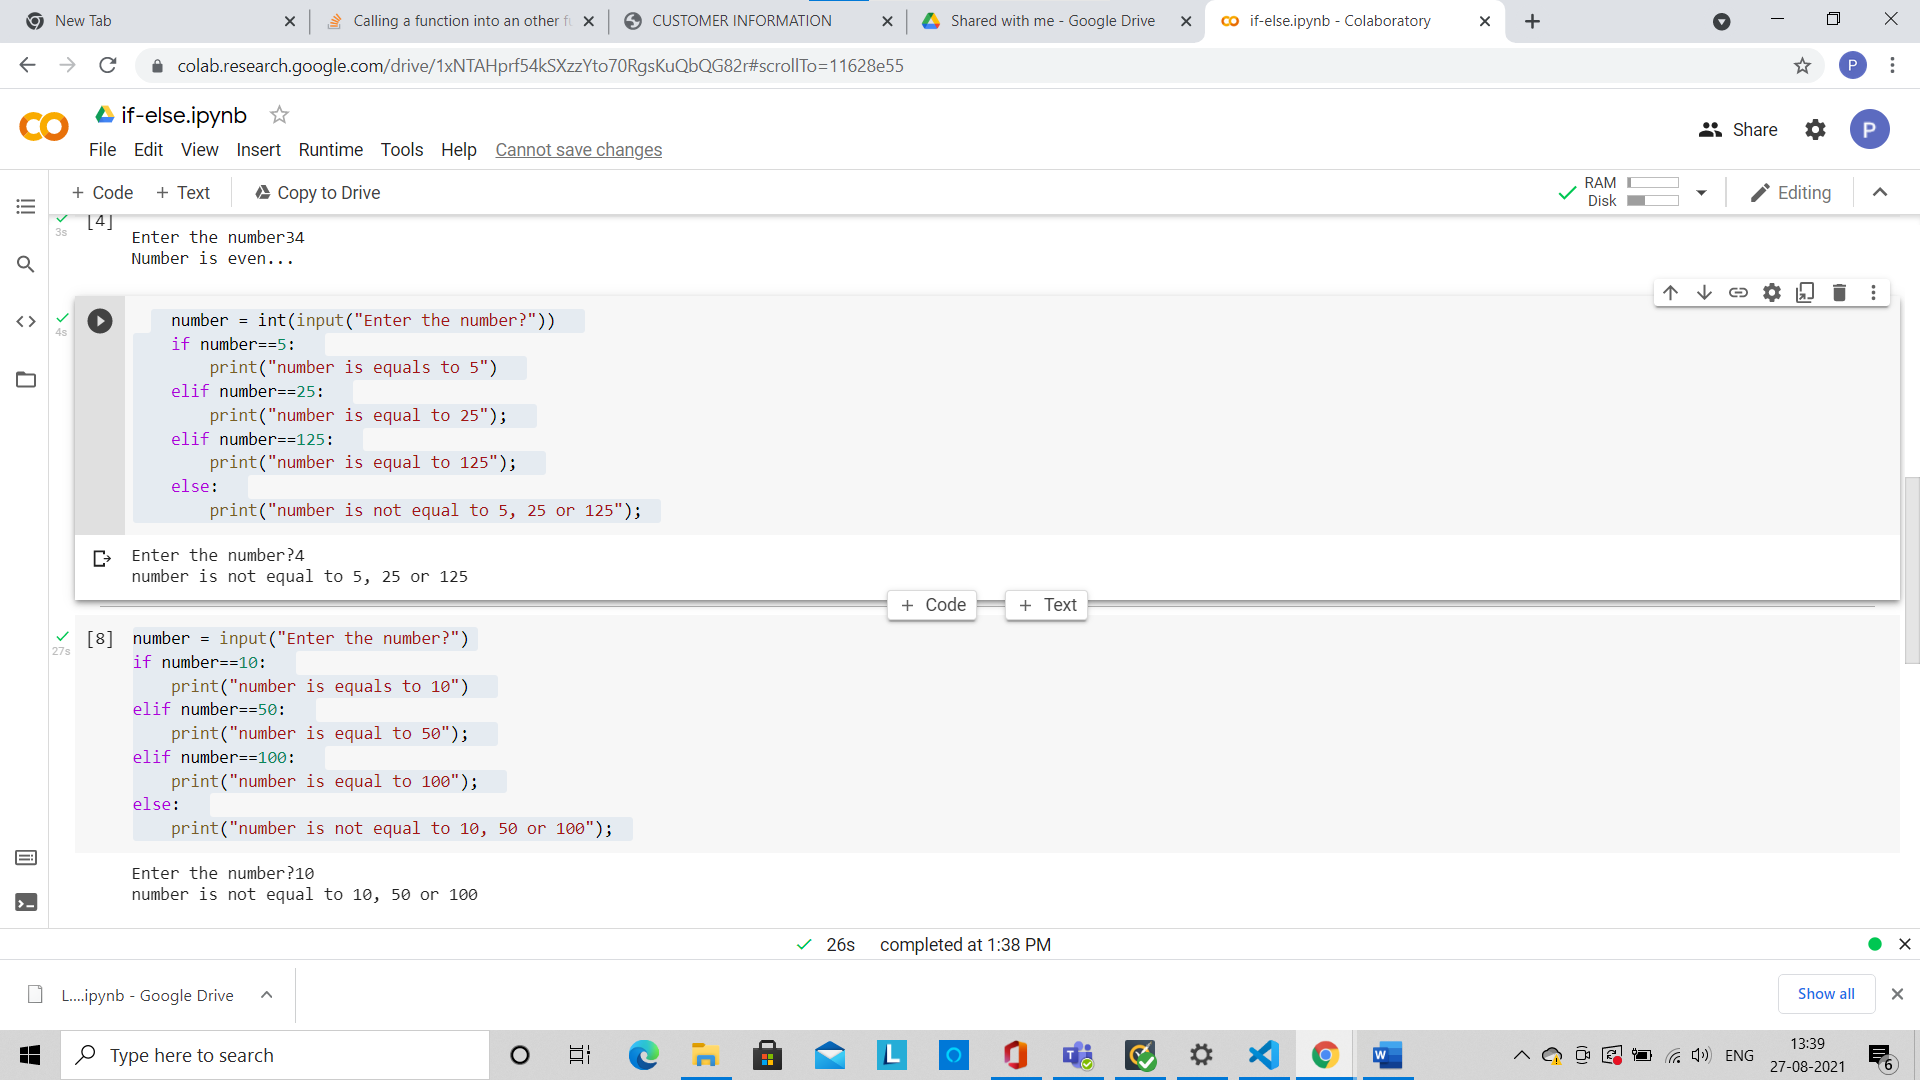 New Tab
Calling a function into an other fu
CUSTOMER INFORMATION
Shared with me - Google Drive
if-else.ipynb - Colaboratory
colab.research.google.com/drive/1xNTAHprf54kSXzzYto70RgsKuQbQG82r#scrollTo=11628e55
P
if-else.ipynb
Share
P
File Edit View Insert Runtime Tools Help Cannot save changes
+ Code + Text Copy to Drive
RAM
Disk
Editing
3s
[4]
Enter the number34
Number is even...
4s
number = int(input("Enter the number?"))
if number==5:
print("number is equals to 5")
elif number==25:
print("number is equal to 25");
elif number==125:
print("number is equal to 125");
else:
print("number is not equal to 5, 25 or 125");
Enter the number?4
number is not equal to 5, 25 or 125
+ Code + Text
27s
[8]
number = input("Enter the number?")
if number==10:
print("number is equals to 10")
elif number==50:
print("number is equal to 50");
elif number==100:
print("number is equal to 100");
else:
print("number is not equal to 10, 50 or 100");
Enter the number?10
number is not equal to 10, 50 or 100
26s completed at 1:38 PM
L....ipynb - Google Drive
Show all
Type here to search
ENG
13:39
27-08-2021
6